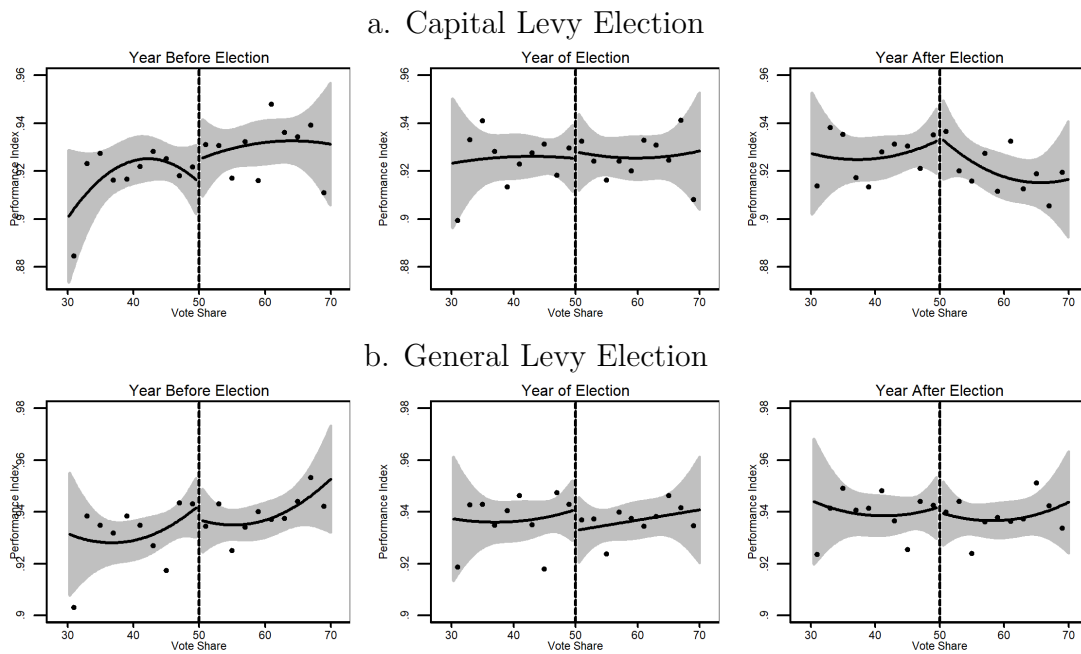 a. Capital Levy Election
Year Before Election
Performance Index
.96
.94
.92
.9
.88
30 40 50 60 70
Vote Share
Year of Election
Performance Index
.96
.94
.92
.9
.88
30 40 50 60 70
Vote Share
Year After Election
Performance Index
.96
.94
.92
.9
.88
30 40 50 60 70
Vote Share
b. General Levy Election
Year Before Election
Performance Index
.98
.96
.94
.92
.9
30 40 50 60 70
Vote Share
Year of Election
Performance Index
.98
.96
.94
.92
.9
30 40 50 60 70
Vote Share
Year After Election
Performance Index
.98
.96
.94
.92
.9
30 40 50 60 70
Vote Share